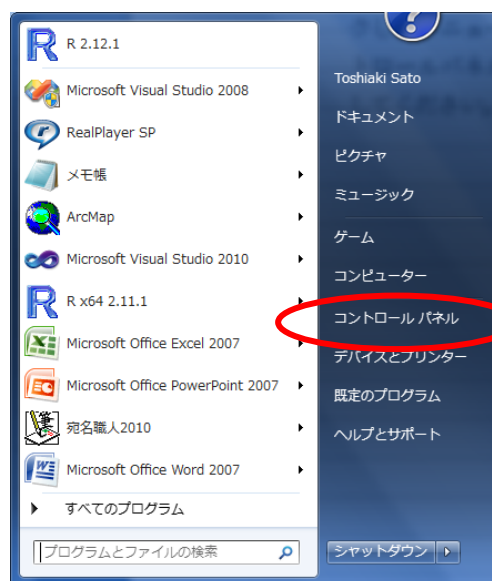 R 2.12.1
Microsoft Visual Studio 2008
RealPlayer SP
メモ帳
ArcMap
Microsoft Visual Studio 2010
R x64 2.11.1
Microsoft Office Excel 2007
Microsoft Office PowerPoint 2007
宛名職人2010
Microsoft Office Word 2007
すべてのプログラム
プログラムとファイルの検索
Toshiaki Sato
ドキュメント
ピクチャ
ミュージック
ゲーム
コンピューター
コントロール パネル
デバイスとプリンター
既定のプログラム
ヘルプとサポート
シャットダウン